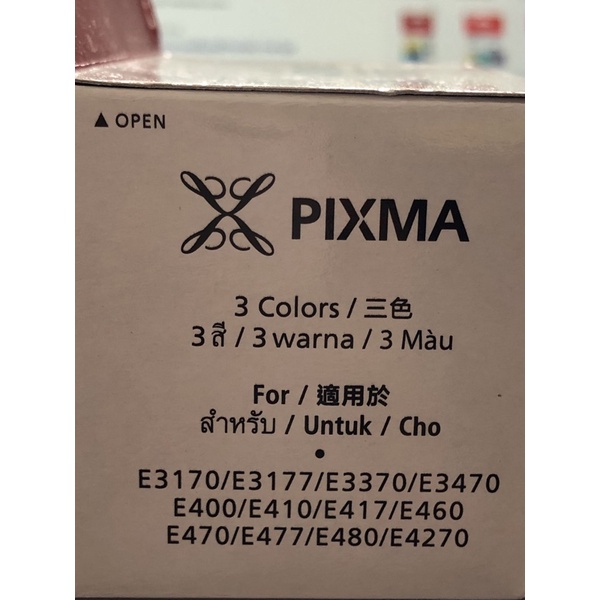 ▲ OPEN
PIXMA
3 Colors / 三色
3 สี / 3 warna / 3 Màu
For / 適用於
สำหรับ / Untuk / Cho
•
E3170/E3177/E3370/E3470
E400/E410/E417/E460
E470/E477/E480/E4270